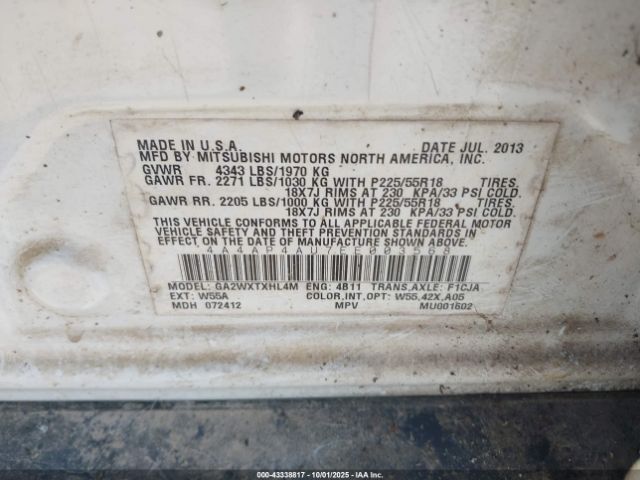 MADE IN U.S.A. DATE JUL. 2013
MFD BY MITSUBISHI MOTORS NORTH AMERICA, INC.
GVWR 4343 LBS/1970 KG
GAWR FR. 2271 LBS/1030 KG WITH P225/55R18 TIRES.
18X7J RIMS AT 230 KPA/33 PSI COLD.
GAWR RR. 2205 LBS/1000 KG WITH P225/55R18 TIRES.
18X7J RIMS AT 230 KPA/33 PSI COLD.
THIS VEHICLE CONFORMS TO ALL APPLICABLE FEDERAL MOTOR
VEHICLE SAFETY AND THEFT PREVENTION STANDARDS IN
EFFECT ON THE DATE OF MANUFACTURE SHOWN ABOVE.
4A4AP4AU7EE003568
MODEL: GA2WXTXHL4M ENG: 4B11 TRANS,AXLE: F1CJA
EXT: W55A COLOR,INT,OPT: W55,42X,A05
MDH 072412 MPV MU001502
000-43338817 - 10/01/2025 - COPYRIGHT IAA, LLC